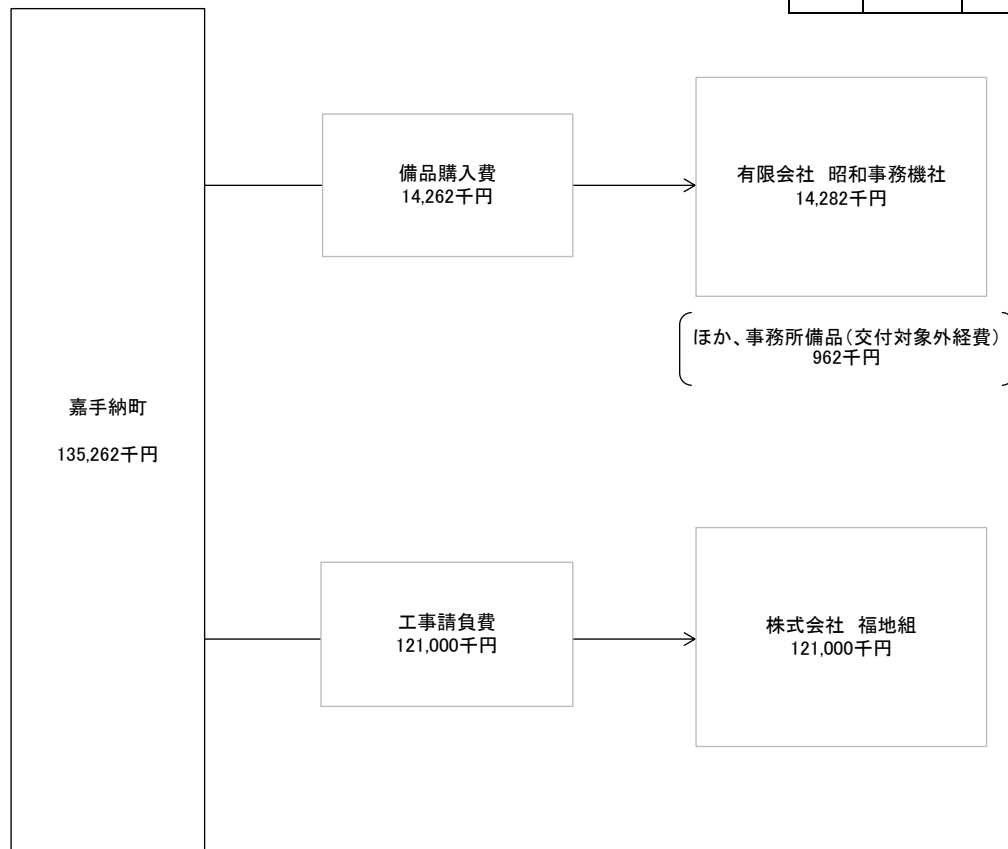 嘉手納町
135,262千円
備品購入費
14,262千円
有限会社　昭和事務機社
14,282千円
ほか、事務所備品（交付対象外経費）
962千円
工事請負費
121,000千円
株式会社　福地組
121,000千円